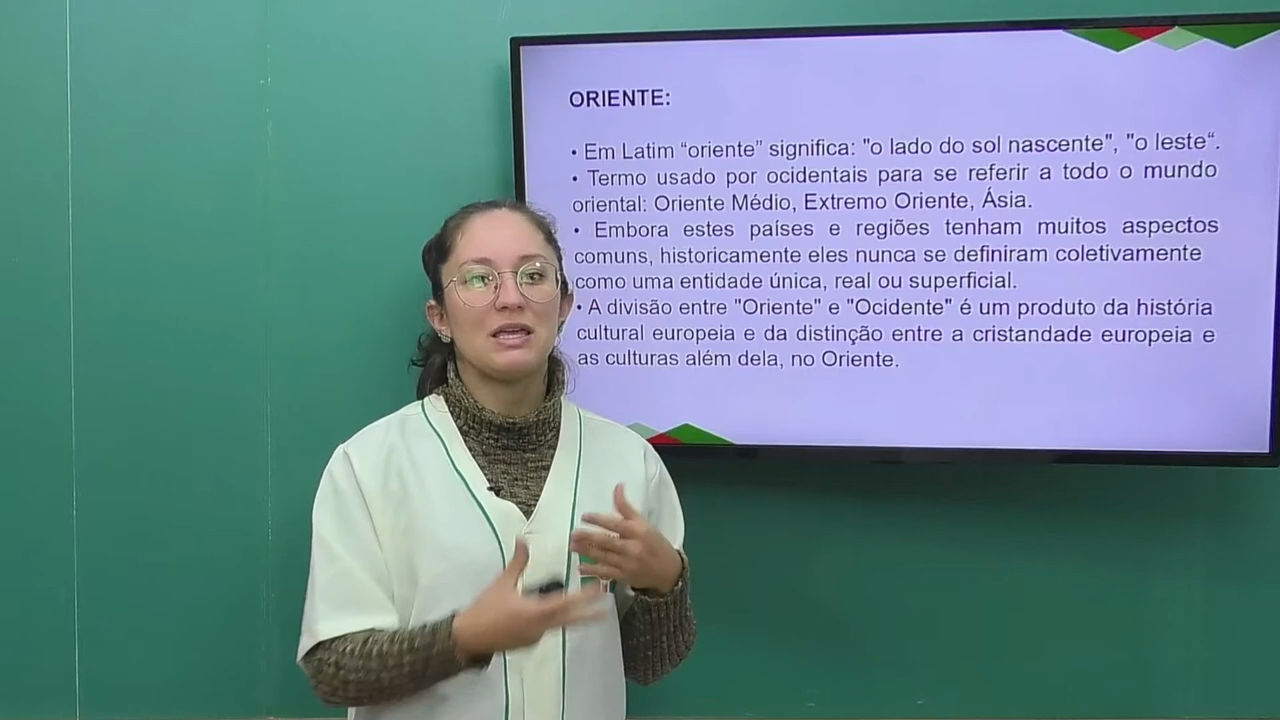 ORIENTE:
• Em Latim “oriente” significa: "o lado do sol nascente", "o leste“.
• Termo usado por ocidentais para se referir a todo o mundo
oriental: Oriente Médio, Extremo Oriente, Ásia.
• Embora estes países e regiões tenham muitos aspectos
comuns, historicamente eles nunca se definiram coletivamente
como uma entidade única, real ou superficial.
• A divisão entre "Oriente" e "Ocidente" é um produto da história
cultural europeia e da distinção entre a cristandade europeia e
as culturas além dela, no Oriente.